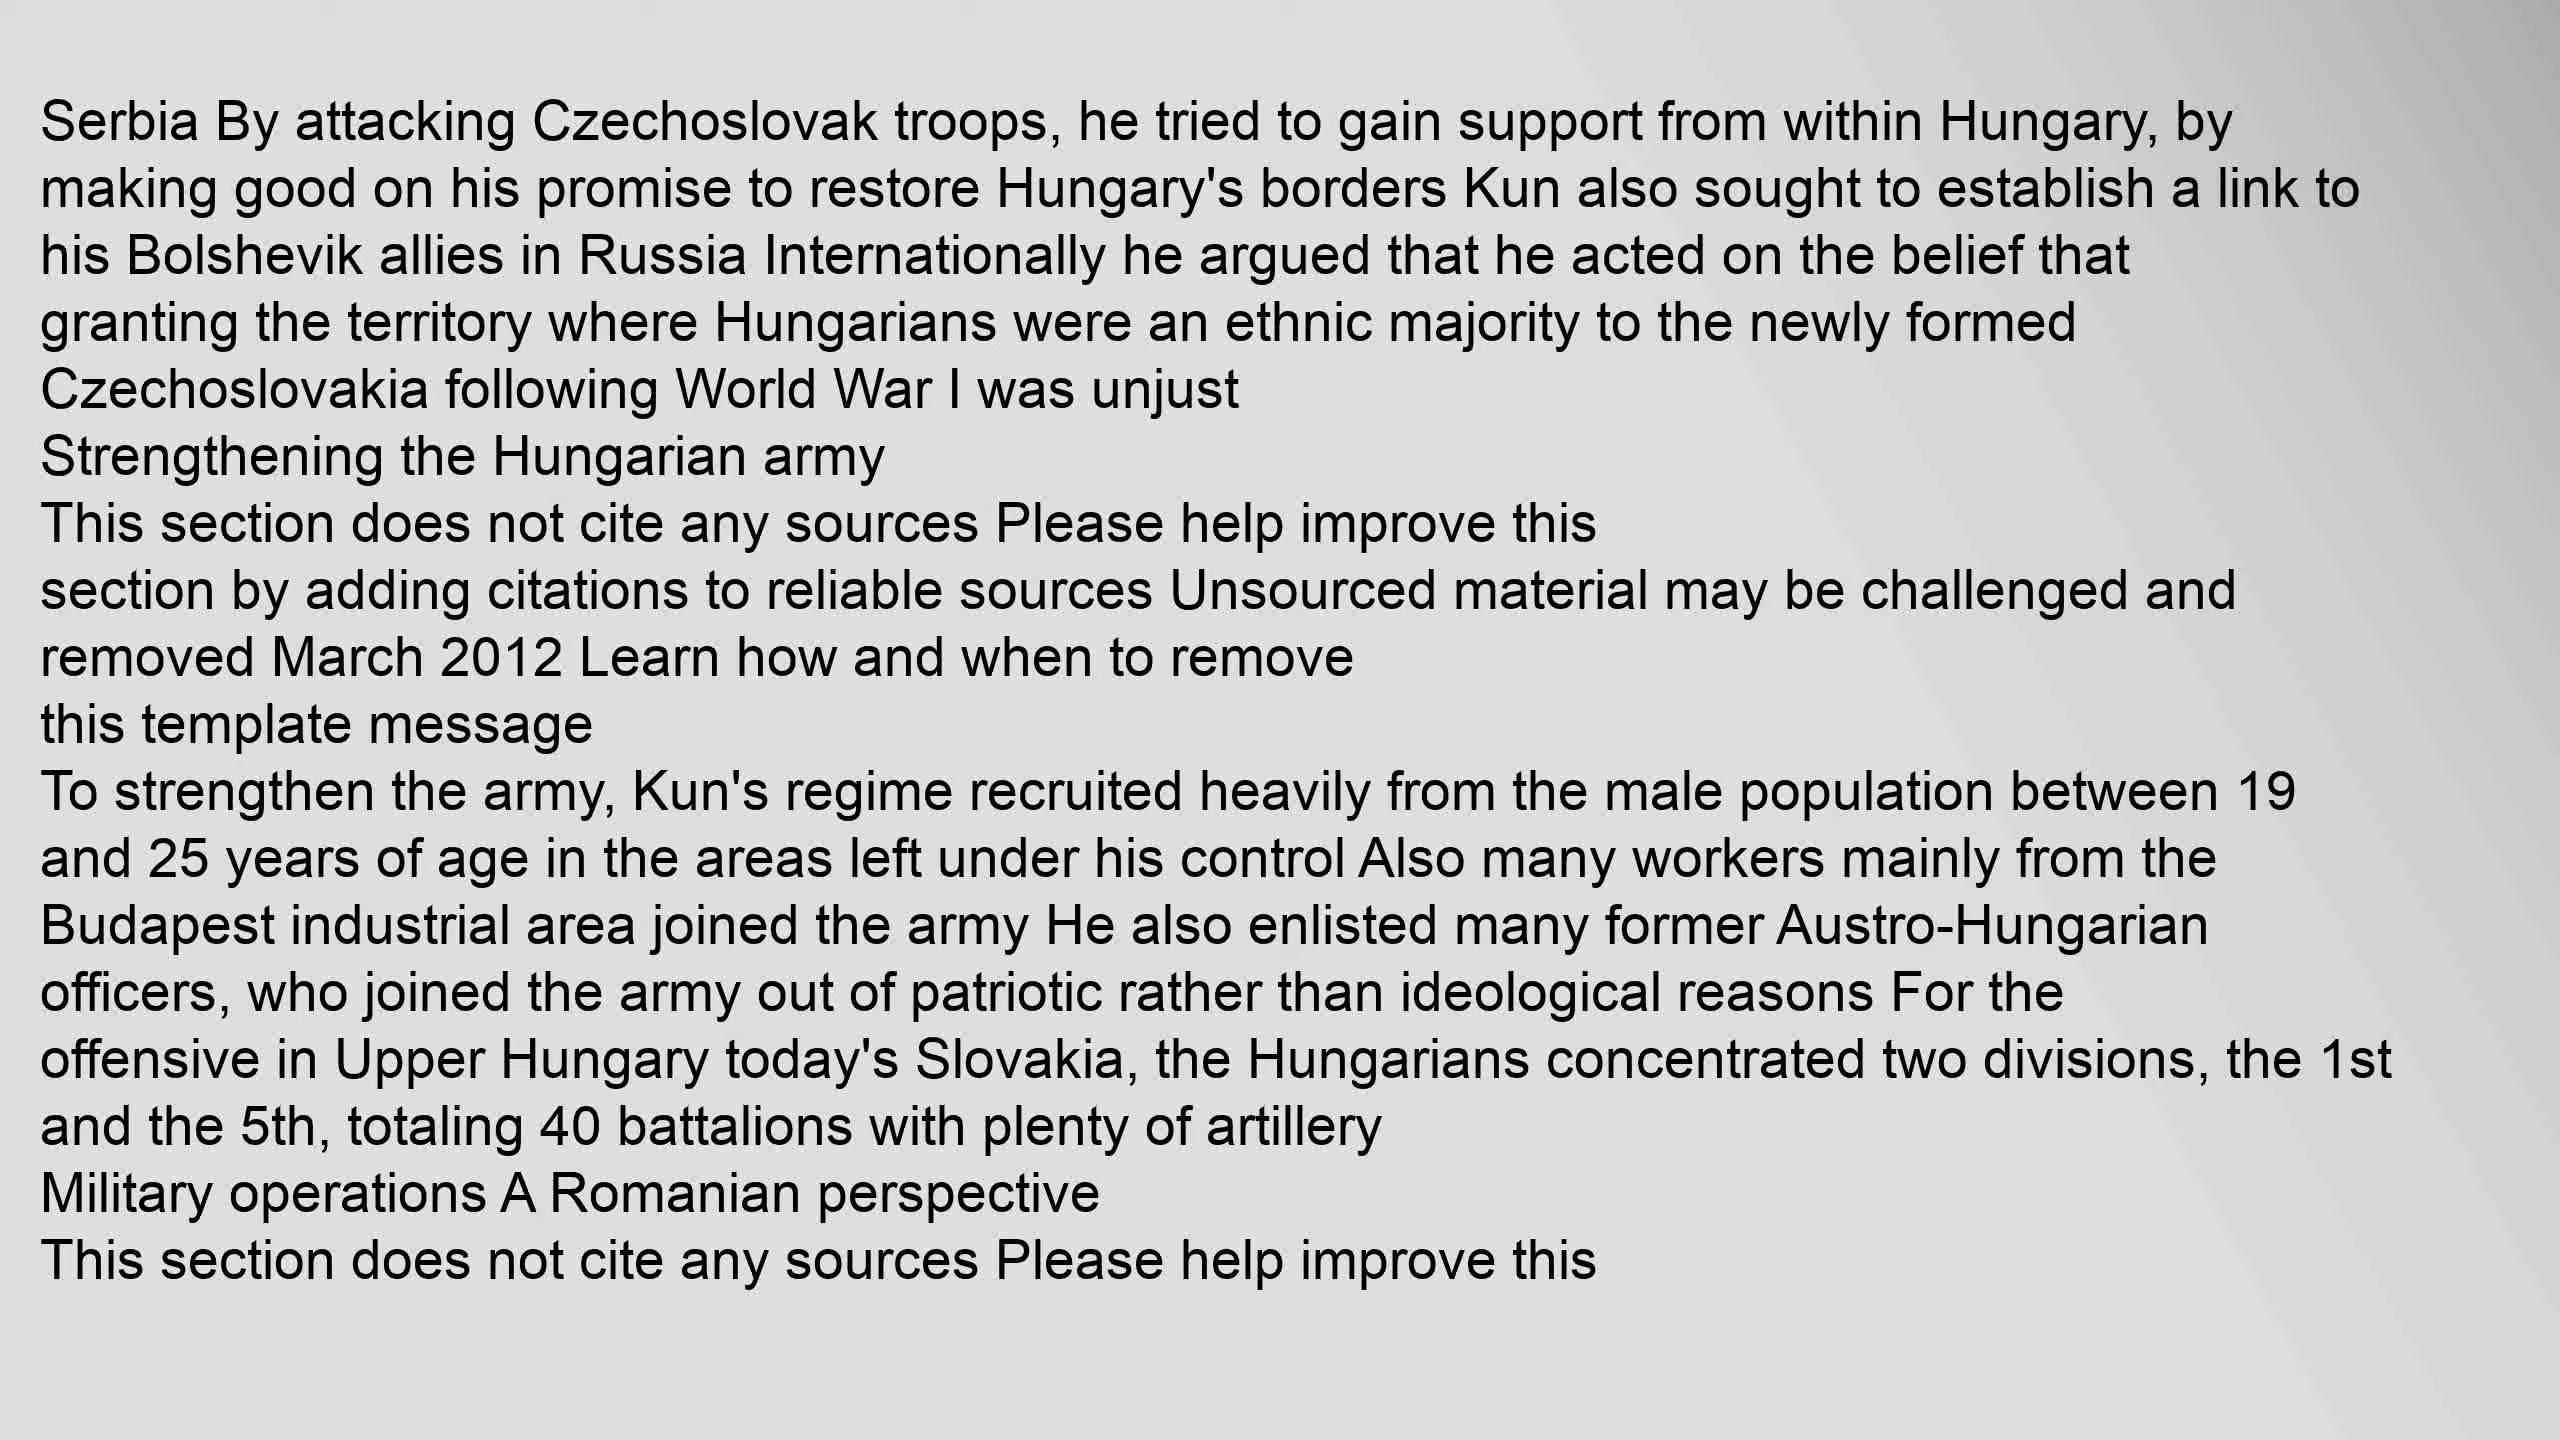 Serbia By attacking Czechoslovak troops, he tried to gain support from within Hungary, by
making good on his promise to restore Hungary's borders Kun also sought to establish a link to
his Bolshevik allies in Russia Internationally he argued that he acted on the belief that
granting the territory where Hungarians were an ethnic majority to the newly formed
Czechoslovakia following World War I was unjust
Strengthening the Hungarian army
This section does not cite any sources Please help improve this
section by adding citations to reliable sources Unsourced material may be challenged and
removed March 2012 Learn how and when to remove
this template message
To strengthen the army, Kun's regime recruited heavily from the male population between 19
and 25 years of age in the areas left under his control Also many workers mainly from the
Budapest industrial area joined the army He also enlisted many former Austro-Hungarian
officers, who joined the army out of patriotic rather than ideological reasons For the
offensive in Upper Hungary today's Slovakia, the Hungarians concentrated two divisions, the 1st
and the 5th, totaling 40 battalions with plenty of artillery
Military operations A Romanian perspective
This section does not cite any sources Please help improve this